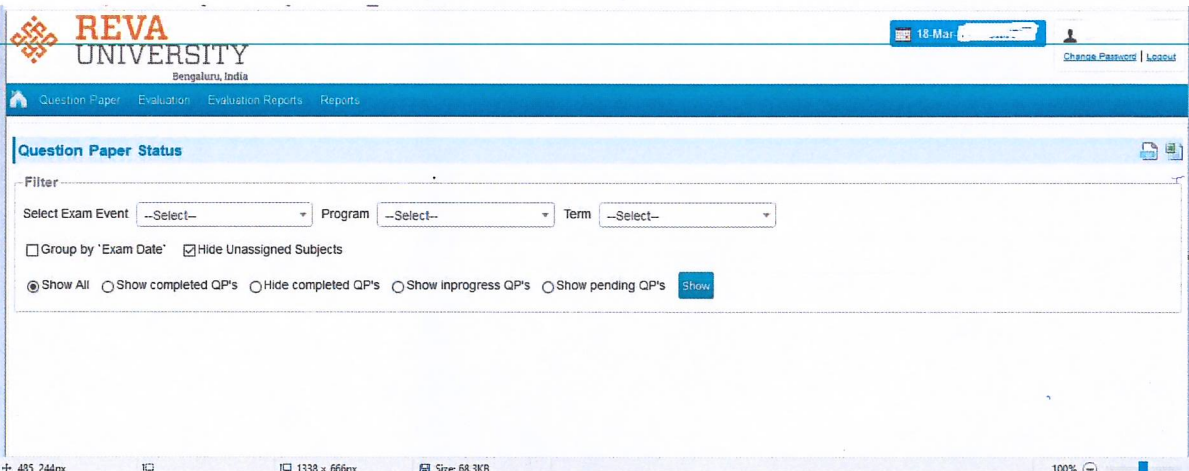 REVA
UNIVERSITY
Bengaluru, India
18-Mar-
Change Password | Logout
Question Paper Evaluation Evaluation Reports Reports
Question Paper Status
Filter
Select Exam Event --Select-- Program --Select-- Term --Select--
Group by 'Exam Date' Hide Unassigned Subjects
Show All Show completed QP's Hide completed QP's Show inprogress QP's Show pending QP's Show
485, 244px 1338 × 666px Size: 68.3KB 100%